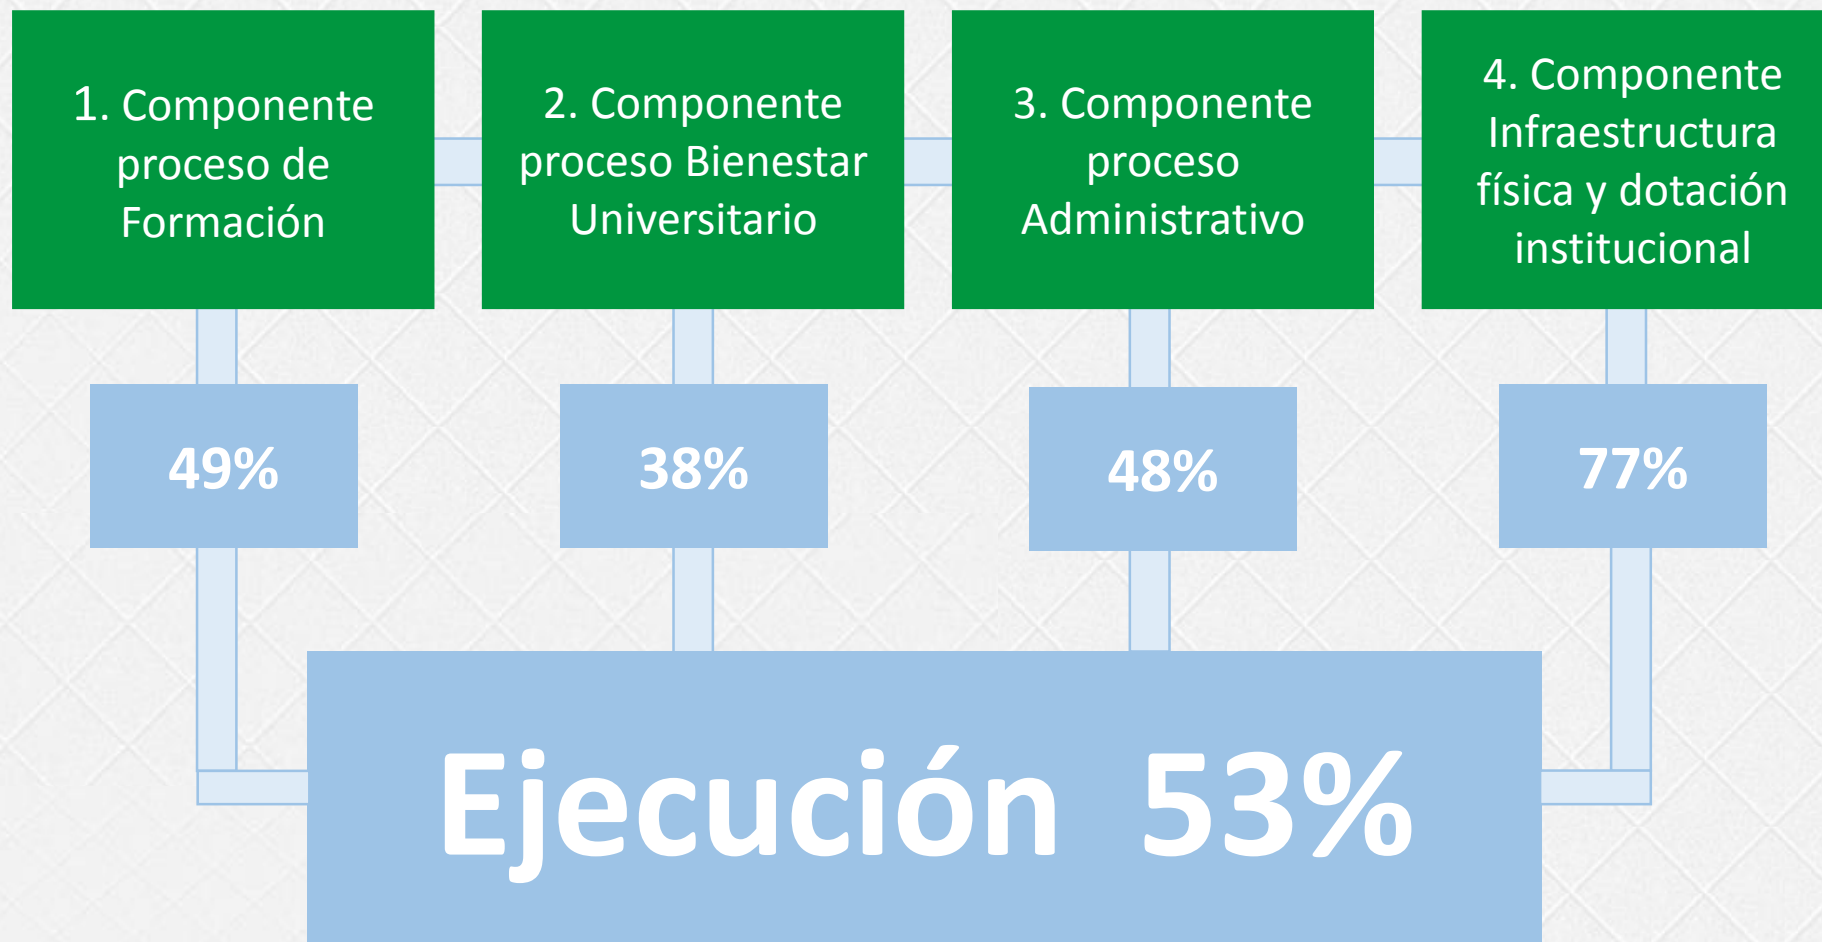 1. Componente
proceso de
Formación
2. Componente
proceso Bienestar
Universitario
3. Componente
proceso
Administrativo
4. Componente
Infraestructura
física y dotación
institucional
49%
38%
48%
77%
Ejecución 53%